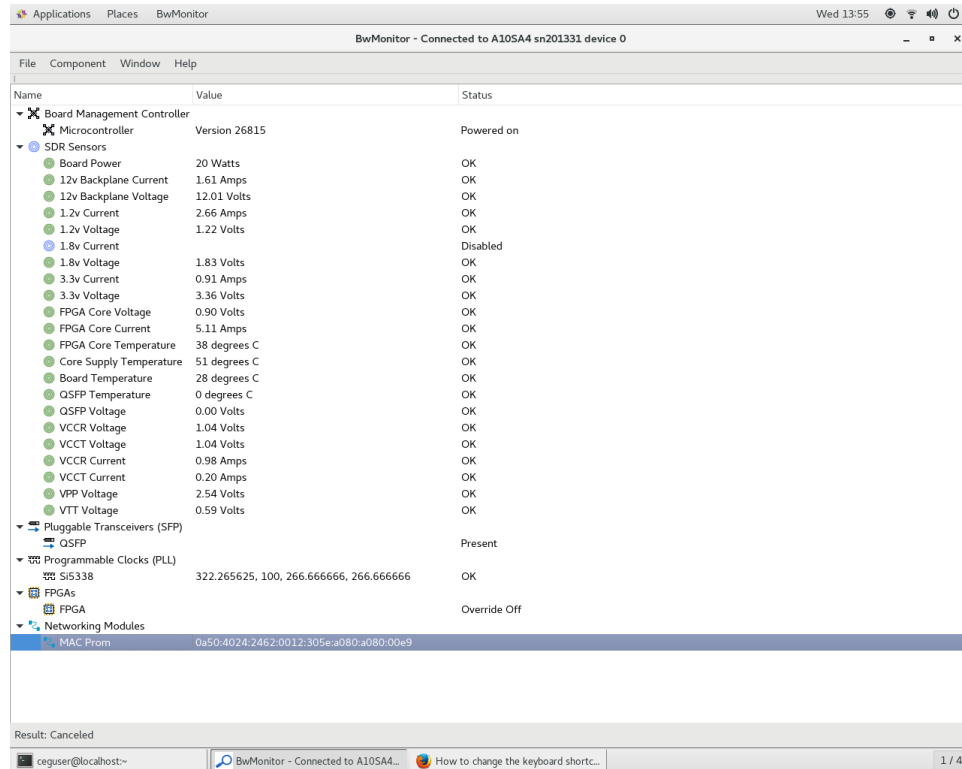 Applications Places BwMonitor Wed 13:55
BwMonitor - Connected to A10SA4 sn201331 device 0
File Component Window Help
Name Value Status
Board Management Controller
Microcontroller Version 26815 Powered on
SDR Sensors
Board Power 20 Watts OK
12v Backplane Current 1.61 Amps OK
12v Backplane Voltage 12.01 Volts OK
1.2v Current 2.66 Amps OK
1.2v Voltage 1.22 Volts OK
1.8v Current Disabled
1.8v Voltage 1.83 Volts OK
3.3v Current 0.91 Amps OK
3.3v Voltage 3.36 Volts OK
FPGA Core Voltage 0.90 Volts OK
FPGA Core Current 5.11 Amps OK
FPGA Core Temperature 38 degrees C OK
Core Supply Temperature 51 degrees C OK
Board Temperature 28 degrees C OK
QSFP Temperature 0 degrees C OK
QSFP Voltage 0.00 Volts OK
VCCR Voltage 1.04 Volts OK
VCCT Voltage 1.04 Volts OK
VCCR Current 0.98 Amps OK
VCCT Current 0.20 Amps OK
VPP Voltage 2.54 Volts OK
VTT Voltage 0.59 Volts OK
Pluggable Transceivers (SFP)
QSFP Present
Programmable Clocks (PLL)
Si5338 322.265625, 100, 266.666666, 266.666666 OK
FPGAs
FPGA Override Off
Networking Modules
MAC Prom 0a50:4024:2462:0012:305e:a080:a080:00e9
Result: Canceled
ceguser@localhost:~ BwMonitor - Connected to A10SA4... How to change the keyboard shortc... 1 / 4